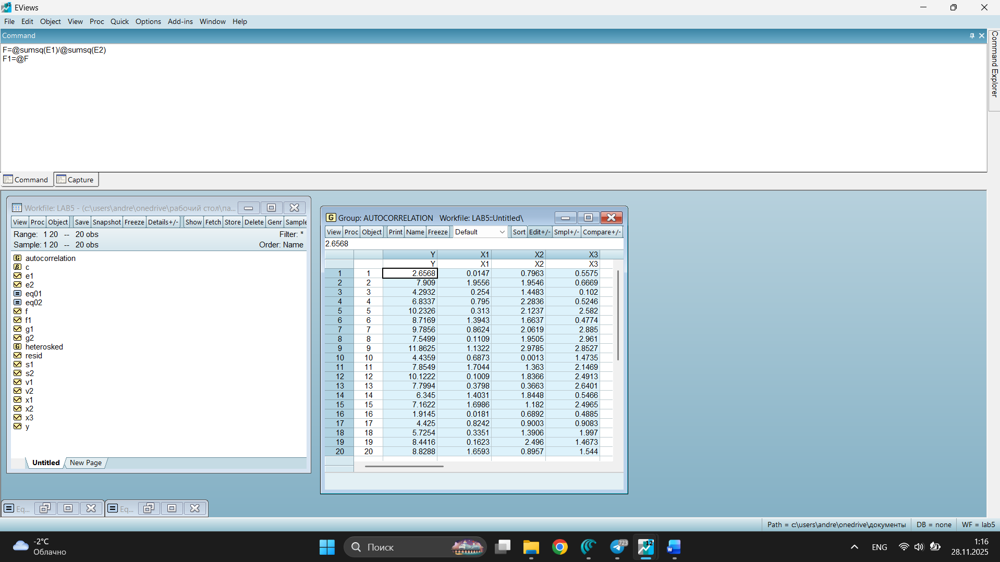 EViews
File Edit Object View Proc Quick Options Add-ins Window Help
Command
F=@sumsq(E1)/@sumsq(E2)
F1=@F
Command Explorer
Command Capture
Workfile: LAB5 - (c:\users\andre\onedrive\рабочий стол\па...
View Proc Object Save Snapshot Freeze Details+/- Show Fetch Store Delete Genr Sample
Range: 1 20 -- 20 obs Filter: *
Sample: 1 20 -- 20 obs Order: Name
autocorrelation
c
e1
e2
eq01
eq02
f
f1
g1
g2
heterosked
resid
s1
s2
v1
v2
x1
x2
x3
y
Untitled New Page
Group: AUTOCORRELATION Workfile: LAB5::Untitled\
View Proc Object Print Name Freeze Default Sort Edit+/- Smpl+/- Compare+/-
2.6568
Y X1 X2 X3
Y X1 X2 X3
1 1 2.6568 0.0147 0.7963 0.5575
2 2 7.909 1.9556 1.9546 0.6669
3 3 4.2932 0.254 1.4483 0.102
4 4 6.8337 0.795 2.2836 0.5246
5 5 10.2326 0.313 2.1237 2.582
6 6 8.7169 1.3943 1.6637 0.4774
7 7 9.7856 0.8624 2.0619 2.885
8 8 7.5499 0.1109 1.9505 2.961
9 9 11.8625 1.1322 2.9785 2.8527
10 10 4.4359 0.6873 0.0013 1.4735
11 11 7.8549 1.7044 1.363 2.1469
12 12 10.1222 0.1009 1.8366 2.4913
13 13 7.7994 0.3798 0.3663 2.6401
14 14 6.345 1.4031 1.8448 0.5466
15 15 7.1622 1.6986 1.182 2.4965
16 16 1.9145 0.0181 0.6892 0.4885
17 17 4.425 0.8242 0.9003 0.9083
18 18 5.7254 0.3351 1.3906 1.997
19 19 8.4416 0.1623 2.496 1.4673
20 20 8.8288 1.6593 0.8957 1.544
Eq... Eq...
Path = c:\users\andre\onedrive\документы DB = none WF = lab5
-2°C
Облачно
Поиск
723
12
ENG
1:16
28.11.2025